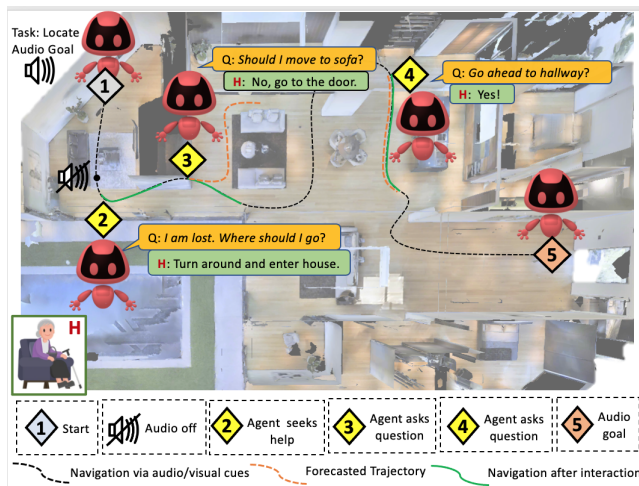 Task: Locate
Audio Goal
1
Q: Should I move to sofa?
H: No, go to the door.
4
Q: Go ahead to hallway?
H: Yes!
3
2
Q: I am lost. Where should I go?
H: Turn around and enter house.
5
H
1
Start
Audio off
2
Agent seeks
help
3
Agent asks
question
4
Agent asks
question
5
Audio
goal
Navigation via audio/visual cues
Forecasted Trajectory
Navigation after interaction